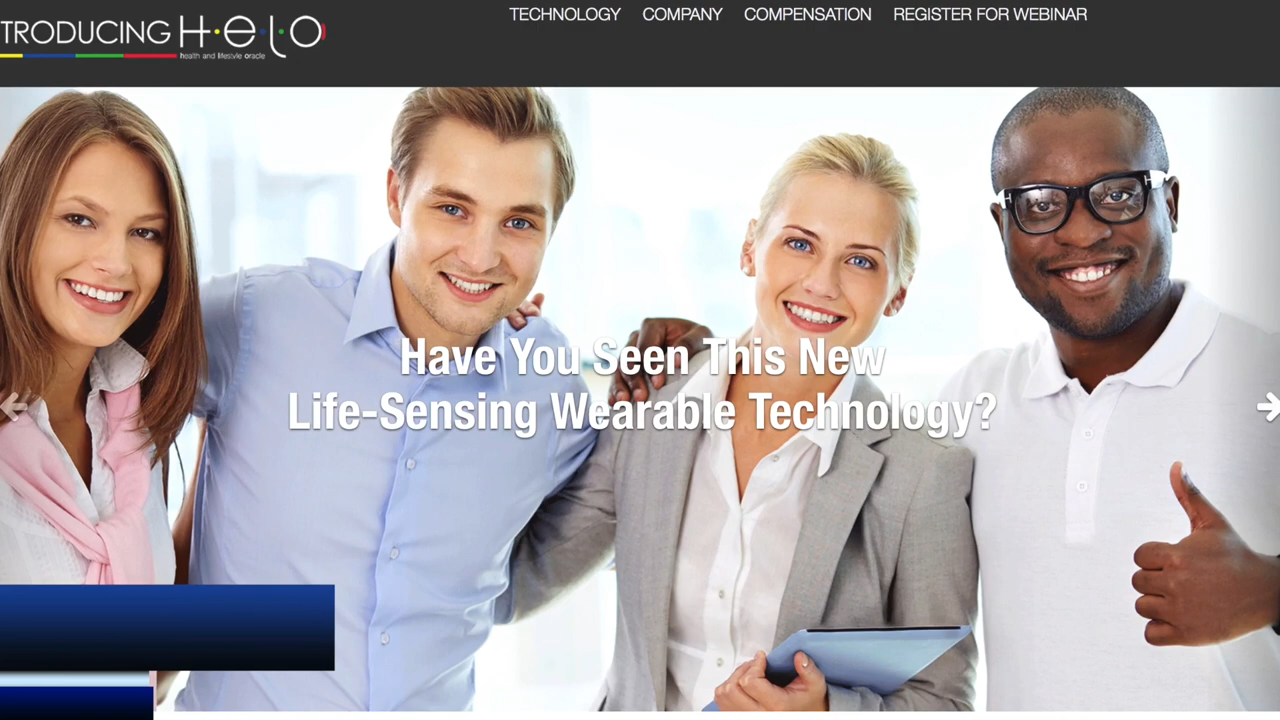 TRODUCING H·e·lo
health and lifestyle oracle
TECHNOLOGY COMPANY COMPENSATION REGISTER FOR WEBINAR
Have You Seen This New
Life-Sensing Wearable Technology?